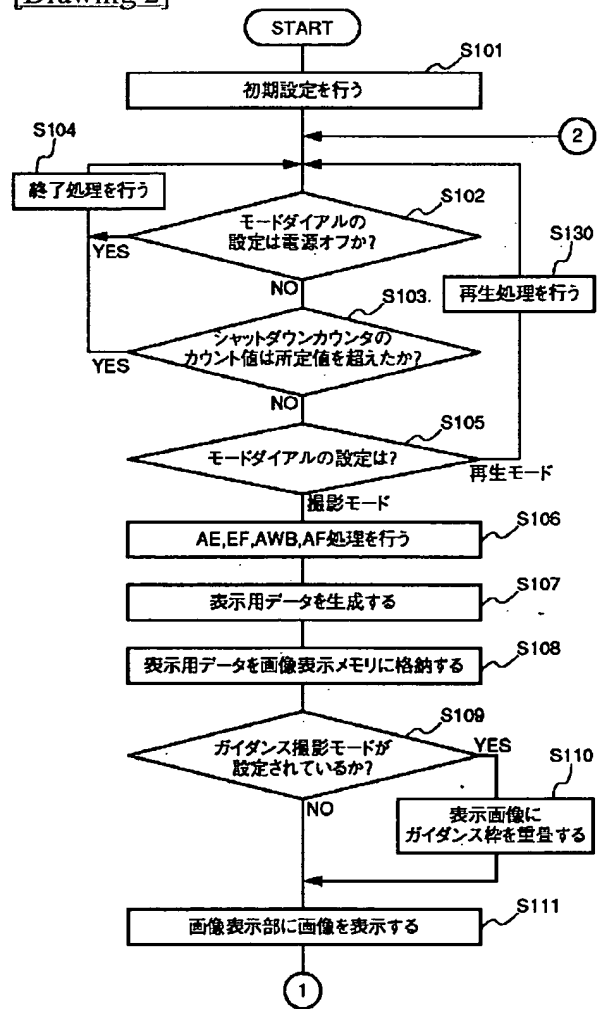 [Drawing 2]
START
S101
初期設定を行う
2
S104
終了処理を行う
S102
モードダイアルの
設定は電源オフか?
YES
NO
S130
再生処理を行う
S103.
シャットダウンカウンタの
カウント値は所定値を超えたか?
YES
NO
S105
モードダイアルの設定は?
再生モード
撮影モード
S106
AE,EF,AWB,AF処理を行う
S107
表示用データを生成する
S108
表示用データを画像表示メモリに格納する
S109
ガイダンス撮影モードが
設定されているか?
YES
NO
S110
表示画像に
ガイダンス枠を重畳する
S111
画像表示部に画像を表示する
1